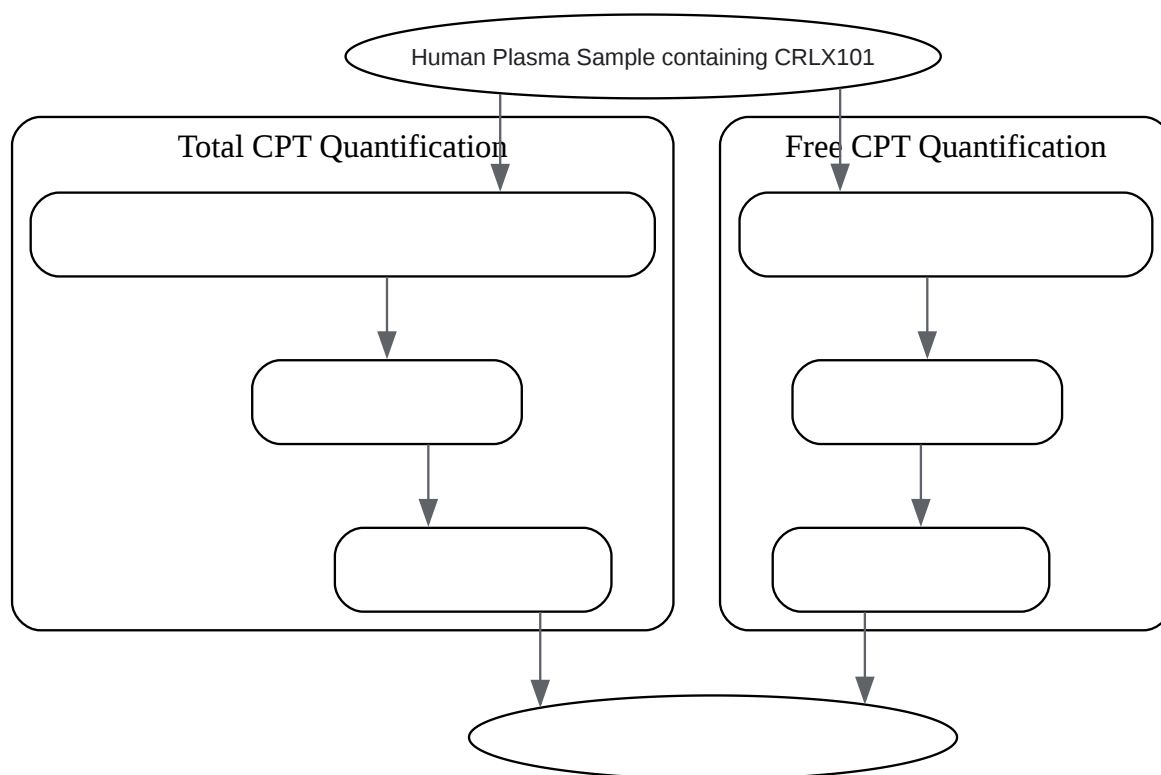 Human Plasma Sample containing CRLX101
Total CPT Quantification
Free CPT Quantification